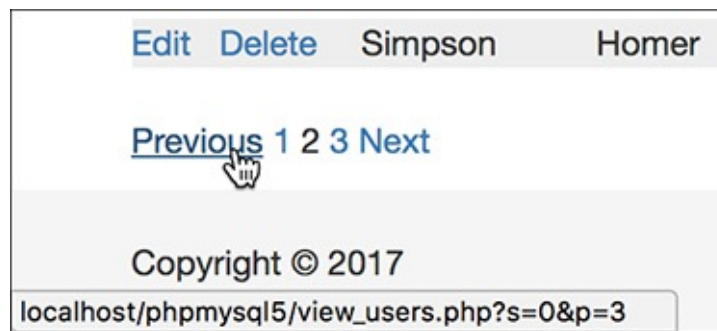 Edit Delete Simpson Homer
Previous 1 2 3 Next
Copyright © 2017
localhost/phpmysql5/view_users.php?s=0&p=3